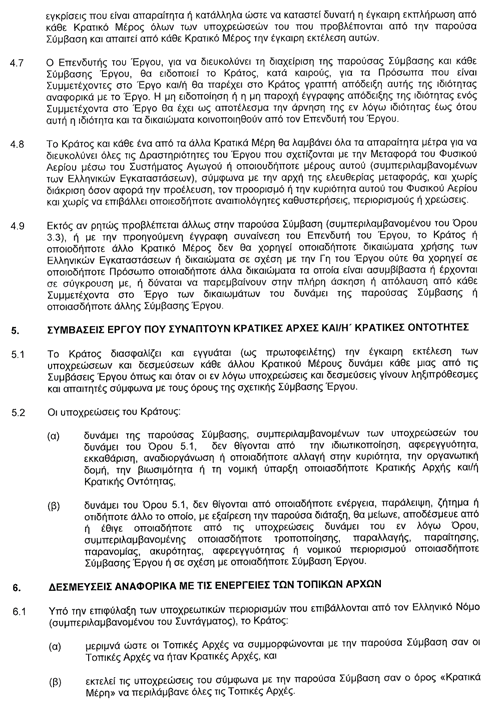 εγκρίσεις που είναι απαραίτητα ή κατάλληλα ώστε να καταστεί δυνατή η έγκαιρη εκπλήρωση από
κάθε Κρατικό Μέρος όλων των υποχρεώσεών του που προβλέπονται από την παρούσα
Σύμβαση και απαιτεί από κάθε Κρατικό Μέρος την έγκαιρη εκτέλεση αυτών.
4.7 Ο Επενδυτής του Έργου, για να διευκολύνει τη διαχείριση της παρούσας Σύμβασης και κάθε
Σύμβασης Έργου, θα ειδοποιεί το Κράτος, κατά καιρούς, για τα Πρόσωπα που είναι
Συμμετέχοντες στο Έργο και/ή θα παρέχει στο Κράτος γραπτή απόδειξη αυτής της ιδιότητας
αναφορικά με το Έργο. Η μη ειδοποίηση ή η μη παροχή έγγραφης απόδειξης της ιδιότητας ενός
Συμμετέχοντα στο Έργο θα έχει ως αποτέλεσμα την άρνηση της εν λόγω ιδιότητας έως ότου
αυτή η ιδιότητα και τα δικαιώματα κοινοποιηθούν από τον Επενδυτή του Έργου.
4.8 Το Κράτος και κάθε ένα από τα άλλα Κρατικά Μέρη θα λαμβάνει όλα τα απαραίτητα μέτρα για να
διευκολύνει όλες τις Δραστηριότητες του Έργου που σχετίζονται με την Μεταφορά του Φυσικού
Αερίου μέσω του Συστήματος Αγωγού ή οποιουδήποτε μέρους αυτού (συμπεριλαμβανομένων
των Ελληνικών Εγκαταστάσεων), σύμφωνα με την αρχή της ελευθερίας μεταφοράς, και χωρίς
διάκριση όσον αφορά την προέλευση, τον προορισμό ή την κυριότητα αυτού του Φυσικού Αερίου
και χωρίς να επιβάλλει οποιεσδήποτε αναιτιολόγητες καθυστερήσεις, περιορισμούς ή χρεώσεις.
4.9 Εκτός αν ρητώς προβλέπεται άλλως στην παρούσα Σύμβαση (συμπεριλαμβανομένου του Όρου
3.3), ή με την προηγούμενη έγγραφη συναίνεση του Επενδυτή του Έργου, το Κράτος ή
οποιοδήποτε άλλο Κρατικό Μέρος δεν θα χορηγεί οποιαδήποτε δικαιώματα χρήσης των
Ελληνικών Εγκαταστάσεων ή δικαιώματα σε σχέση με την Γη του Έργου ούτε θα χορηγεί σε
οποιοδήποτε Πρόσωπο οποιαδήποτε άλλα δικαιώματα τα οποία είναι ασυμβίβαστα ή έρχονται
σε σύγκρουση με, ή δύναται να παρεμβαίνουν στην πλήρη άσκηση ή απόλαυση από κάθε
Συμμετέχοντα στο Έργο των δικαιωμάτων του δυνάμει της παρούσας Σύμβασης ή
οποιασδήποτε άλλης Σύμβασης Έργου.
5. ΣΥΜΒΑΣΕΙΣ ΕΡΓΟΥ ΠΟΥ ΣΥΝΑΠΤΟΥΝ ΚΡΑΤΙΚΕΣ ΑΡΧΕΣ ΚΑΙ/Η΄ ΚΡΑΤΙΚΕΣ ΟΝΤΟΤΗΤΕΣ
5.1 Το Κράτος διασφαλίζει και εγγυάται (ως πρωτοφειλέτης) την έγκαιρη εκτέλεση των
υποχρεώσεων και δεσμεύσεων κάθε άλλου Κρατικού Μέρους δυνάμει κάθε μιας από τις
Συμβάσεις Έργου όπως και όταν οι εν λόγω υποχρεώσεις και δεσμεύσεις γίνουν ληξιπρόθεσμες
και απαιτητές σύμφωνα με τους όρους της σχετικής Σύμβασης Έργου.
5.2 Οι υποχρεώσεις του Κράτους:
(α) δυνάμει της παρούσας Σύμβασης, συμπεριλαμβανομένων των υποχρεώσεών του
δυνάμει του Όρου 5.1, δεν θίγονται από την ιδιωτικοποίηση, αφερεγγυότητα,
εκκαθάριση, αναδιοργάνωση ή οποιαδήποτε αλλαγή στην κυριότητα, την οργανωτική
δομή, την βιωσιμότητα ή τη νομική ύπαρξη οποιασδήποτε Κρατικής Αρχής και/ή
Κρατικής Οντότητας,
(β) δυνάμει του Όρου 5.1, δεν θίγονται από οποιαδήποτε ενέργεια, παράλειψη, ζήτημα ή
οτιδήποτε άλλο το οποίο, με εξαίρεση την παρούσα διάταξη, θα μείωνε, αποδέσμευε από
ή έθιγε οποιαδήποτε από τις υποχρεώσεις δυνάμει του εν λόγω Όρου,
συμπεριλαμβανομένης οποιασδήποτε τροποποίησης, παραλλαγής, παραίτησης,
παρανομίας, ακυρότητας, αφερεγγυότητας ή νομικού περιορισμού οποιασδήποτε
Σύμβασης Έργου ή σε σχέση με οποιαδήποτε Σύμβαση Έργου.
6. ΔΕΣΜΕΥΣΕΙΣ ΑΝΑΦΟΡΙΚΑ ΜΕ ΤΙΣ ΕΝΕΡΓΕΙΕΣ ΤΩΝ ΤΟΠΙΚΩΝ ΑΡΧΩΝ
6.1 Υπό την επιφύλαξη των υποχρεωτικών περιορισμών που επιβάλλονται από τον Ελληνικό Νόμο
(συμπεριλαμβανομένου του Συντάγματος), το Κράτος:
(α) μεριμνά ώστε οι Τοπικές Αρχές να συμμορφώνονται με την παρούσα Σύμβαση σαν οι
Τοπικές Αρχές να ήταν Κρατικές Αρχές, και
(β) εκτελεί τις υποχρεώσεις του σύμφωνα με την παρούσα Σύμβαση σαν ο όρος «Κρατικά
Μέρη» να περιλάμβανε όλες τις Τοπικές Αρχές.